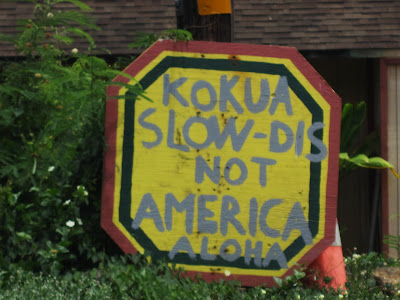 KOKUA
SLOW-DIS
NOT
AMERICA
ALOHA